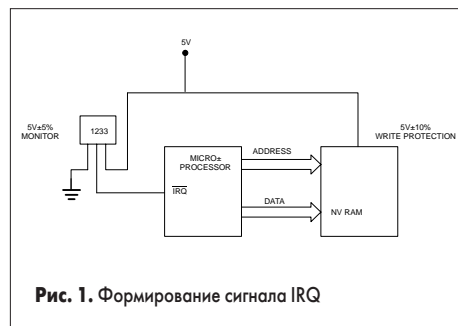 5V
5V±5%
MONITOR
1233
5V±10%
WRITE PROTECTION
MICRO±
PROCESSOR
ADDRESS
IRQ
DATA
NV RAM
Рис. 1. Формирование сигнала IRQ